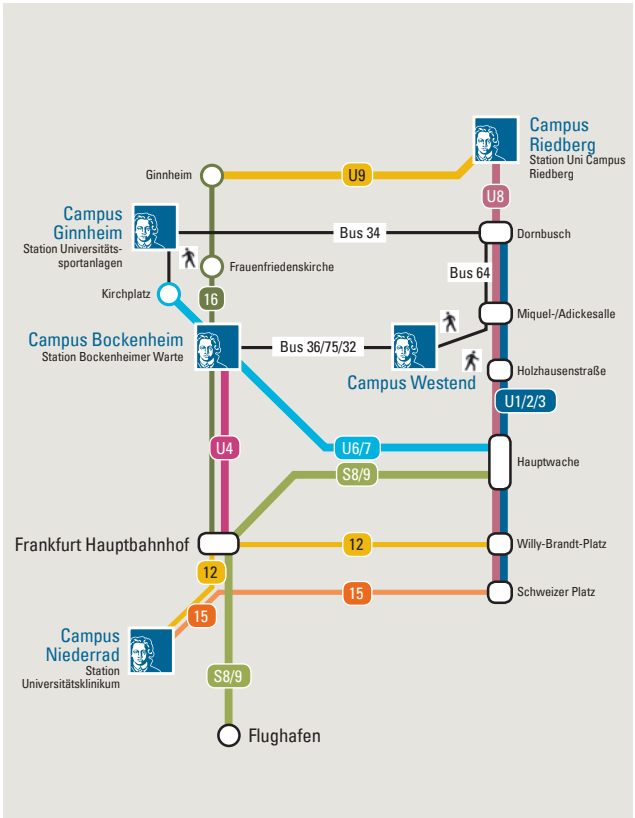 Campus
Riedberg
Station Uni Campus
Riedberg
Ginnheim
U9
U8
Campus
Ginnheim
Station Universitäts-
sportanlagen
Bus 34
Dornbusch
Frauenfriedenskirche
Bus 64
Kirchplatz
16
Miquel-/Adickesalle
Campus Bockenheim
Station Bockenheimer Warte
Bus 36/75/32
Campus Westend
Holzhausenstraße
U1/2/3
U4
U6/7
Hauptwache
S8/9
Frankfurt Hauptbahnhof
12
Willy-Brandt-Platz
12
15
Schweizer Platz
15
Campus
Niederrad
Station
Universitätsklinikum
S8/9
Flughafen